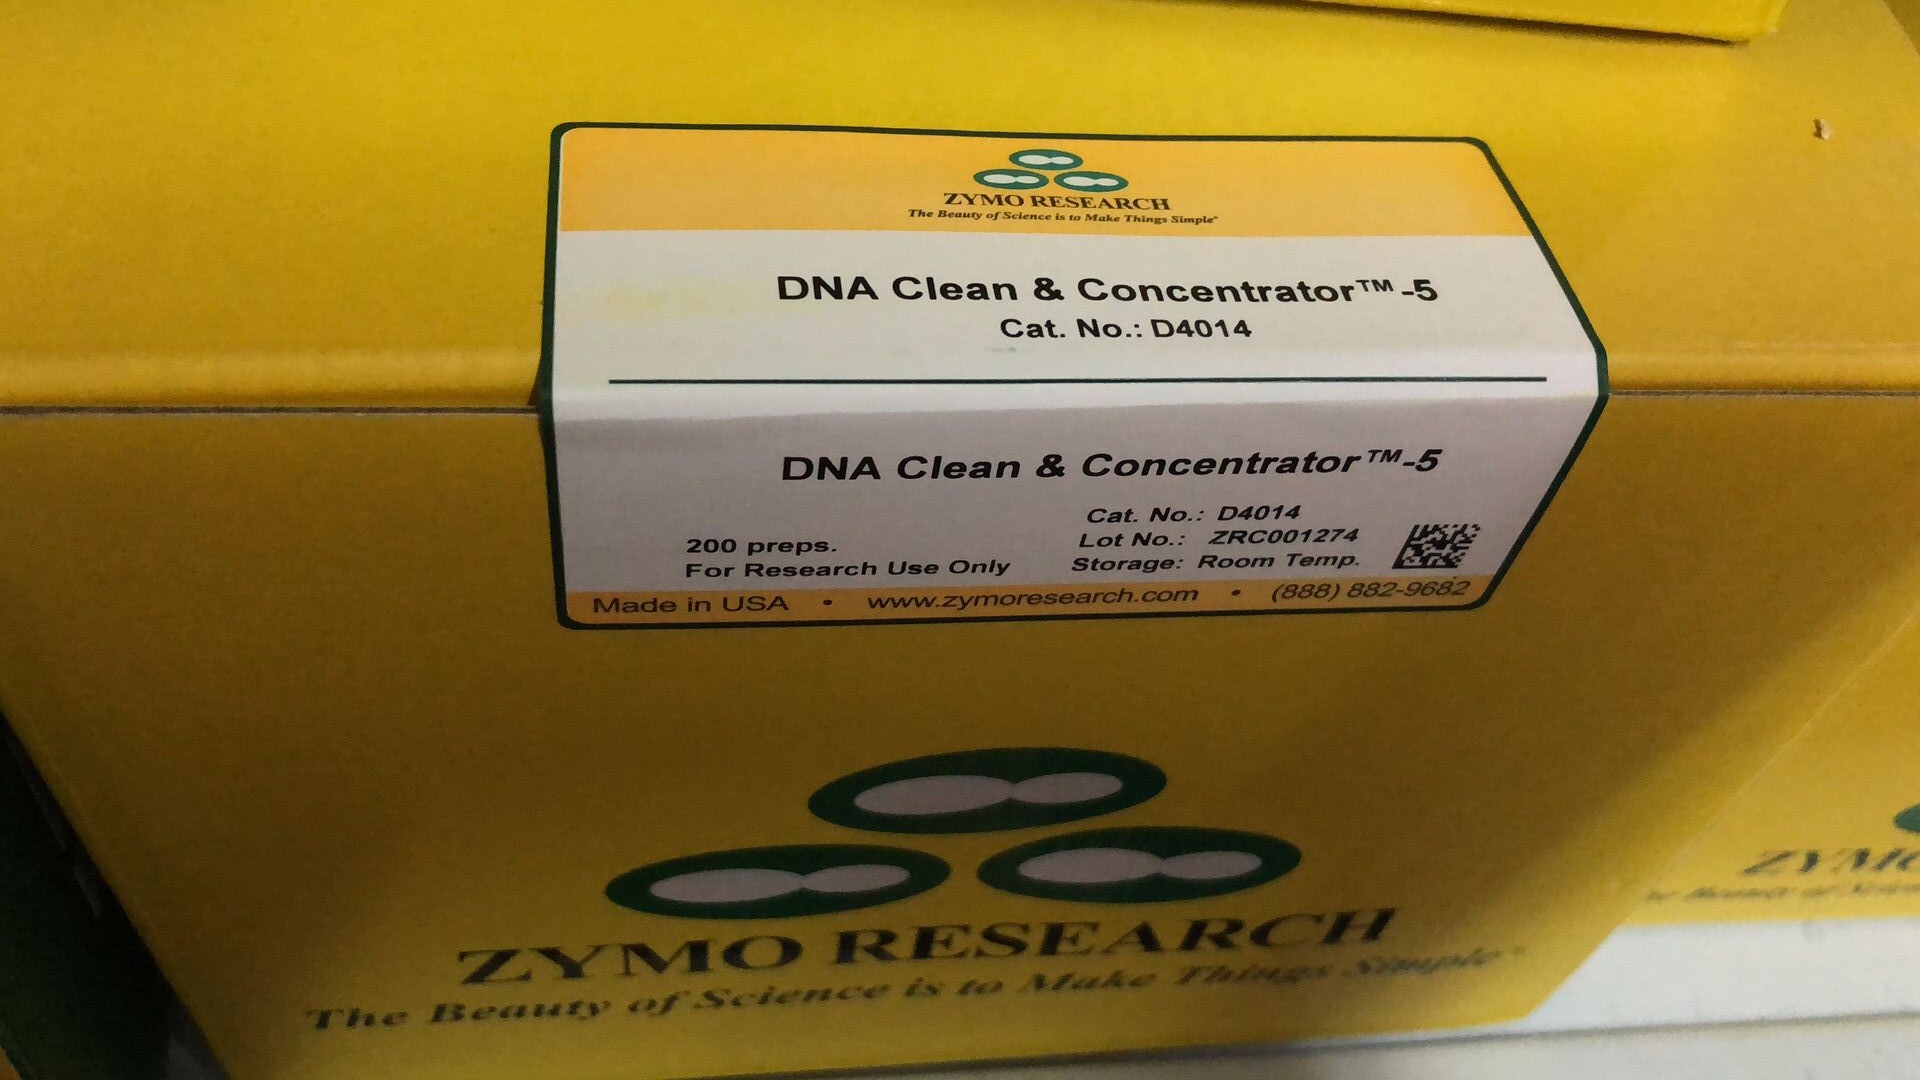 ZYMO RESEARCH
The Beauty of Science is to Make Things Simple®
DNA Clean & Concentrator™-5
Cat. No.: D4014
DNA Clean & Concentrator™-5
Cat. No.: D4014
Lot No.: ZRC001274
Storage: Room Temp.
200 preps.
For Research Use Only
Made in USA • www.zymoresearch.com • (888) 882-9682
ZYMO RESEARCH
The Beauty of Science is to Make Things Simple®